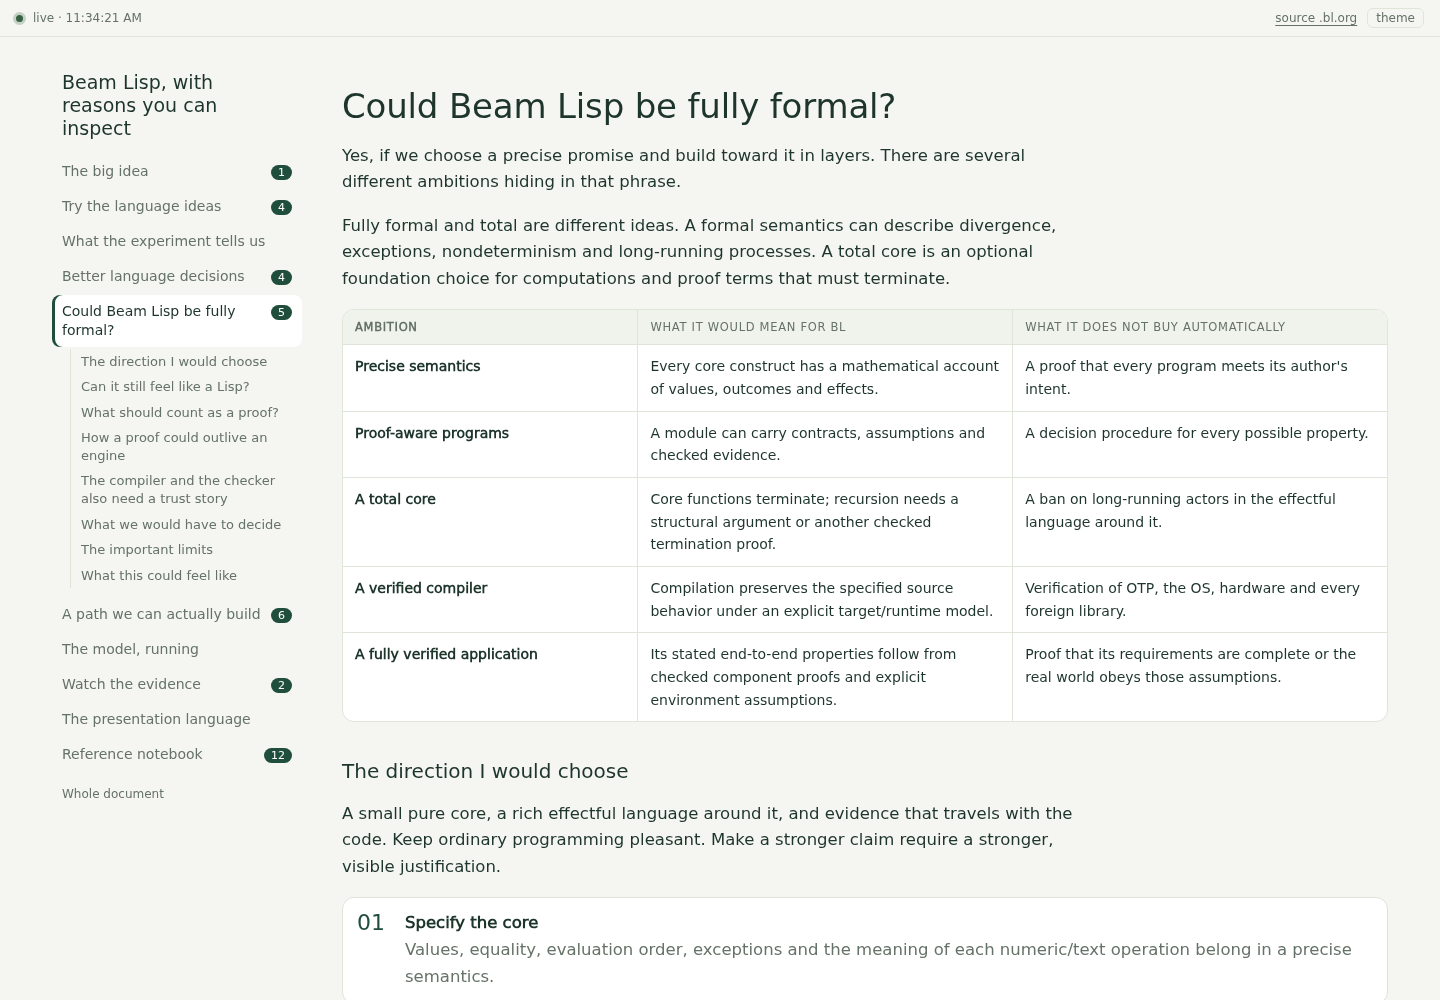 live · 11:34:21 AM
source .bl.org
theme
Beam Lisp, with
reasons you can
inspect
The big idea 1
Try the language ideas 4
What the experiment tells us
Better language decisions 4
Could Beam Lisp be fully 5
formal?
The direction I would choose
Can it still feel like a Lisp?
What should count as a proof?
How a proof could outlive an
engine
The compiler and the checker
also need a trust story
What we would have to decide
The important limits
What this could feel like
A path we can actually build 6
The model, running
Watch the evidence 2
The presentation language
Reference notebook 12
Whole document
Could Beam Lisp be fully formal?
Yes, if we choose a precise promise and build toward it in layers. There are several
different ambitions hiding in that phrase.
Fully formal and total are different ideas. A formal semantics can describe divergence,
exceptions, nondeterminism and long-running processes. A total core is an optional
foundation choice for computations and proof terms that must terminate.
AMBITION
WHAT IT WOULD MEAN FOR BL
WHAT IT DOES NOT BUY AUTOMATICALLY
Precise semantics
Every core construct has a mathematical account
of values, outcomes and effects.
A proof that every program meets its author's
intent.
Proof-aware programs
A module can carry contracts, assumptions and
checked evidence.
A decision procedure for every possible property.
A total core
Core functions terminate; recursion needs a
structural argument or another checked
termination proof.
A ban on long-running actors in the effectful
language around it.
A verified compiler
Compilation preserves the specified source
behavior under an explicit target/runtime model.
Verification of OTP, the OS, hardware and every
foreign library.
A fully verified application
Its stated end-to-end properties follow from
checked component proofs and explicit
environment assumptions.
Proof that its requirements are complete or the
real world obeys those assumptions.
The direction I would choose
A small pure core, a rich effectful language around it, and evidence that travels with the
code. Keep ordinary programming pleasant. Make a stronger claim require a stronger,
visible justification.
01
Specify the core
Values, equality, evaluation order, exceptions and the meaning of each numeric/text operation belong in a precise
semantics.